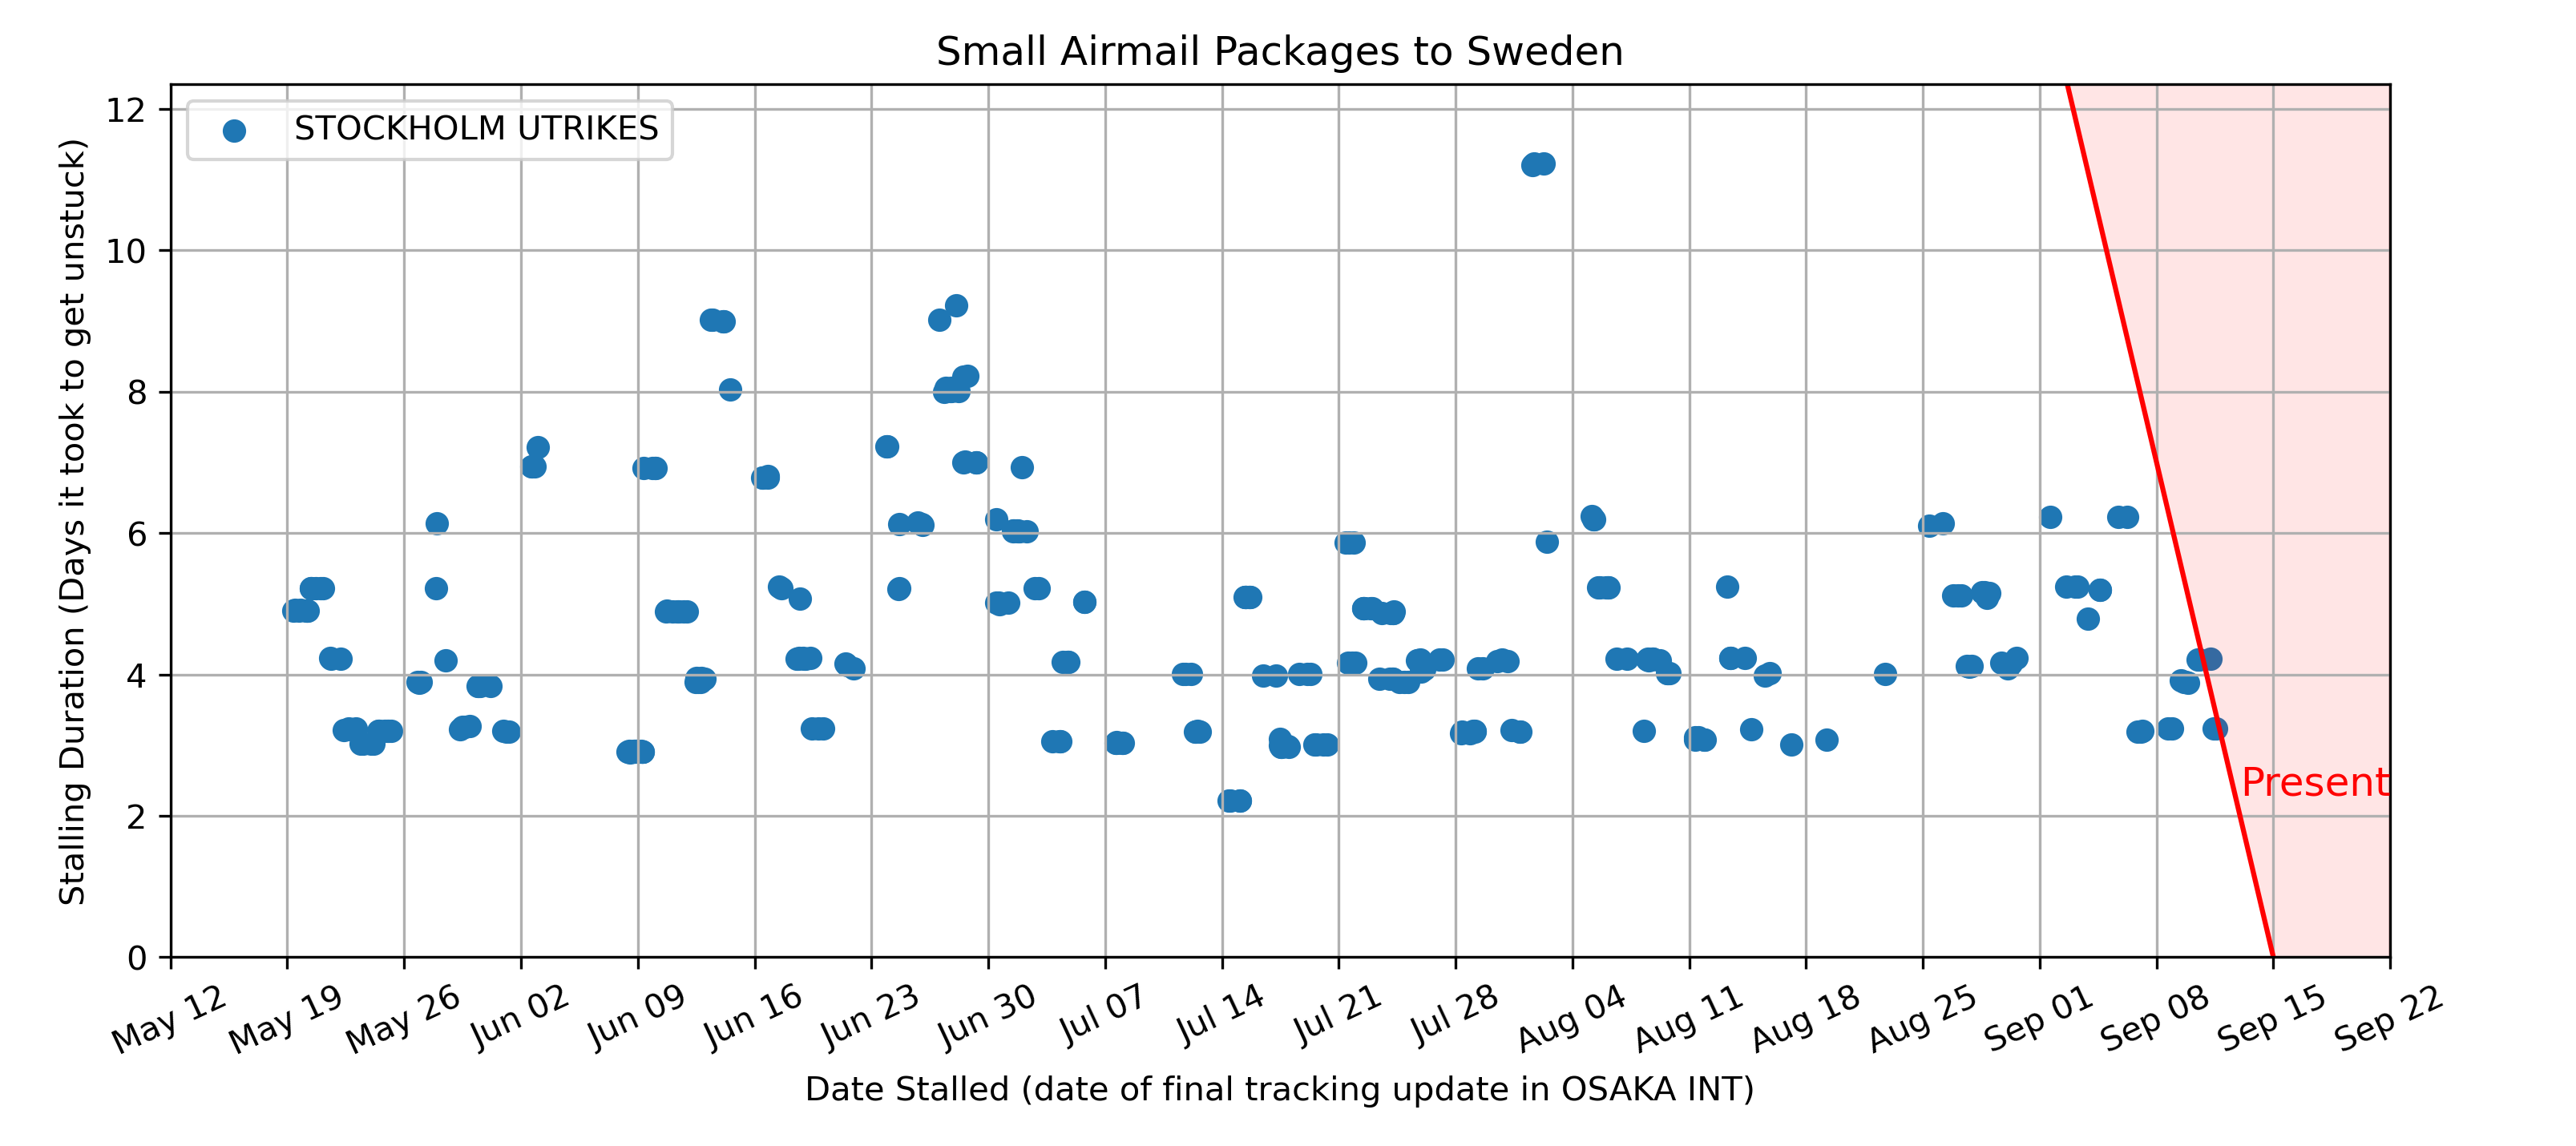 Small Airmail Packages to Sweden
STOCKHOLM UTRIKES
Stalling Duration (Days it took to get unstuck)
12
10
8
6
4
2
0
Present
May 12 May 19 May 26 Jun 02 Jun 09 Jun 16 Jun 23 Jun 30 Jul 07 Jul 14 Jul 21 Jul 28 Aug 04 Aug 11 Aug 18 Aug 25 Sep 01 Sep 08 Sep 15 Sep 22
Date Stalled (date of final tracking update in OSAKA INT)